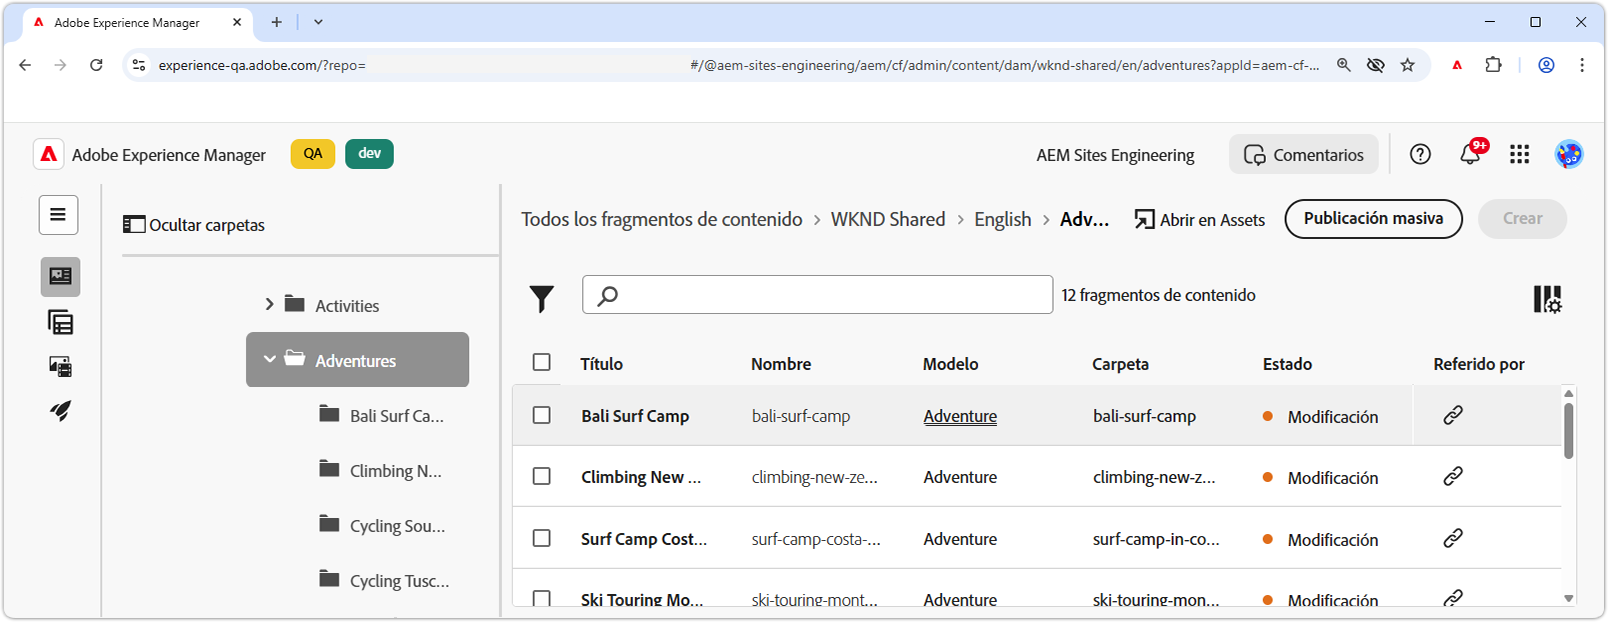 Adobe Experience Manager
experience-qa.adobe.com/?repo= #/@aem-sites-engineering/aem/cf/admin/content/dam/wknd-shared/en/adventures?appId=aem-cf-...
Adobe Experience Manager QA dev AEM Sites Engineering Comentarios 9+
Ocultar carpetas
Activities
Adventures
Bali Surf Ca...
Climbing N...
Cycling Sou...
Cycling Tusc...
Todos los fragmentos de contenido > WKND Shared > English > Adv... Abrir en Assets Publicación masiva Crear
12 fragmentos de contenido
Título Nombre Modelo Carpeta Estado Referido por
Bali Surf Camp bali-surf-camp Adventure bali-surf-camp Modificación
Climbing New ... climbing-new-ze... Adventure climbing-new-z... Modificación
Surf Camp Cost... surf-camp-costa-... Adventure surf-camp-in-co... Modificación
Ski Touring Mo... ski-touring-mont... Adventure ski-touring-mon... Modificación